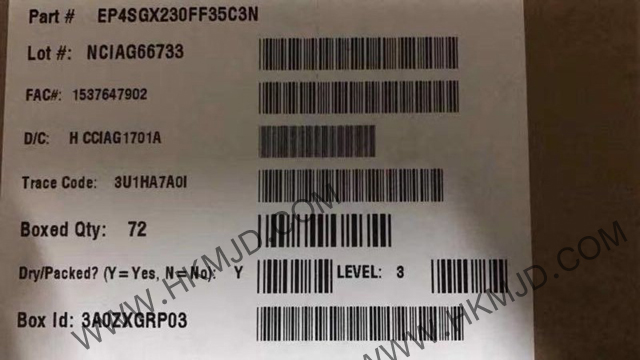 Part # EP4SGX230FF35C3N
Lot #: NCIAG66733
FAC#: 1537647902
D/C: H CCIAG1701A
Trace Code: 3U1HA7A0I
Boxed Qty: 72
Dry/Packed? (Y=Yes, N=No): Y LEVEL: 3
Box Id: 3A0ZXGRP03
WWW.HKMJD.COM
WWW.HKMJD.COM